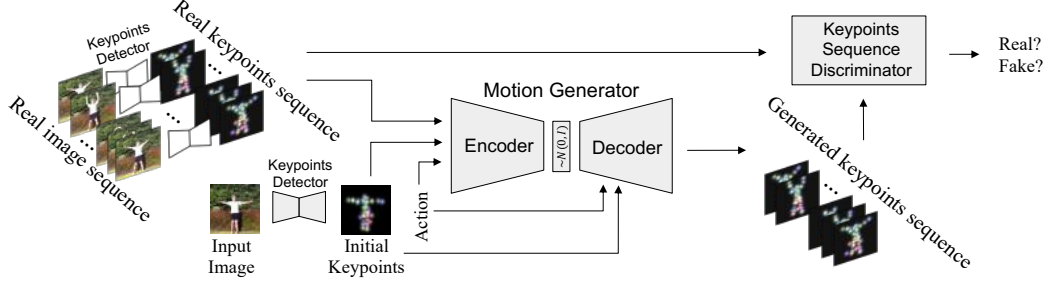 Keypoints
Detector
Real keypoints sequence
...
...
...
Real image sequence
Keypoints
Detector
Input
Image
Initial
Keypoints
Action
Motion Generator
Encoder
~N(0,I)
Decoder
Keypoints
Sequence
Discriminator
Real?
Fake?
...
Generated keypoints sequence